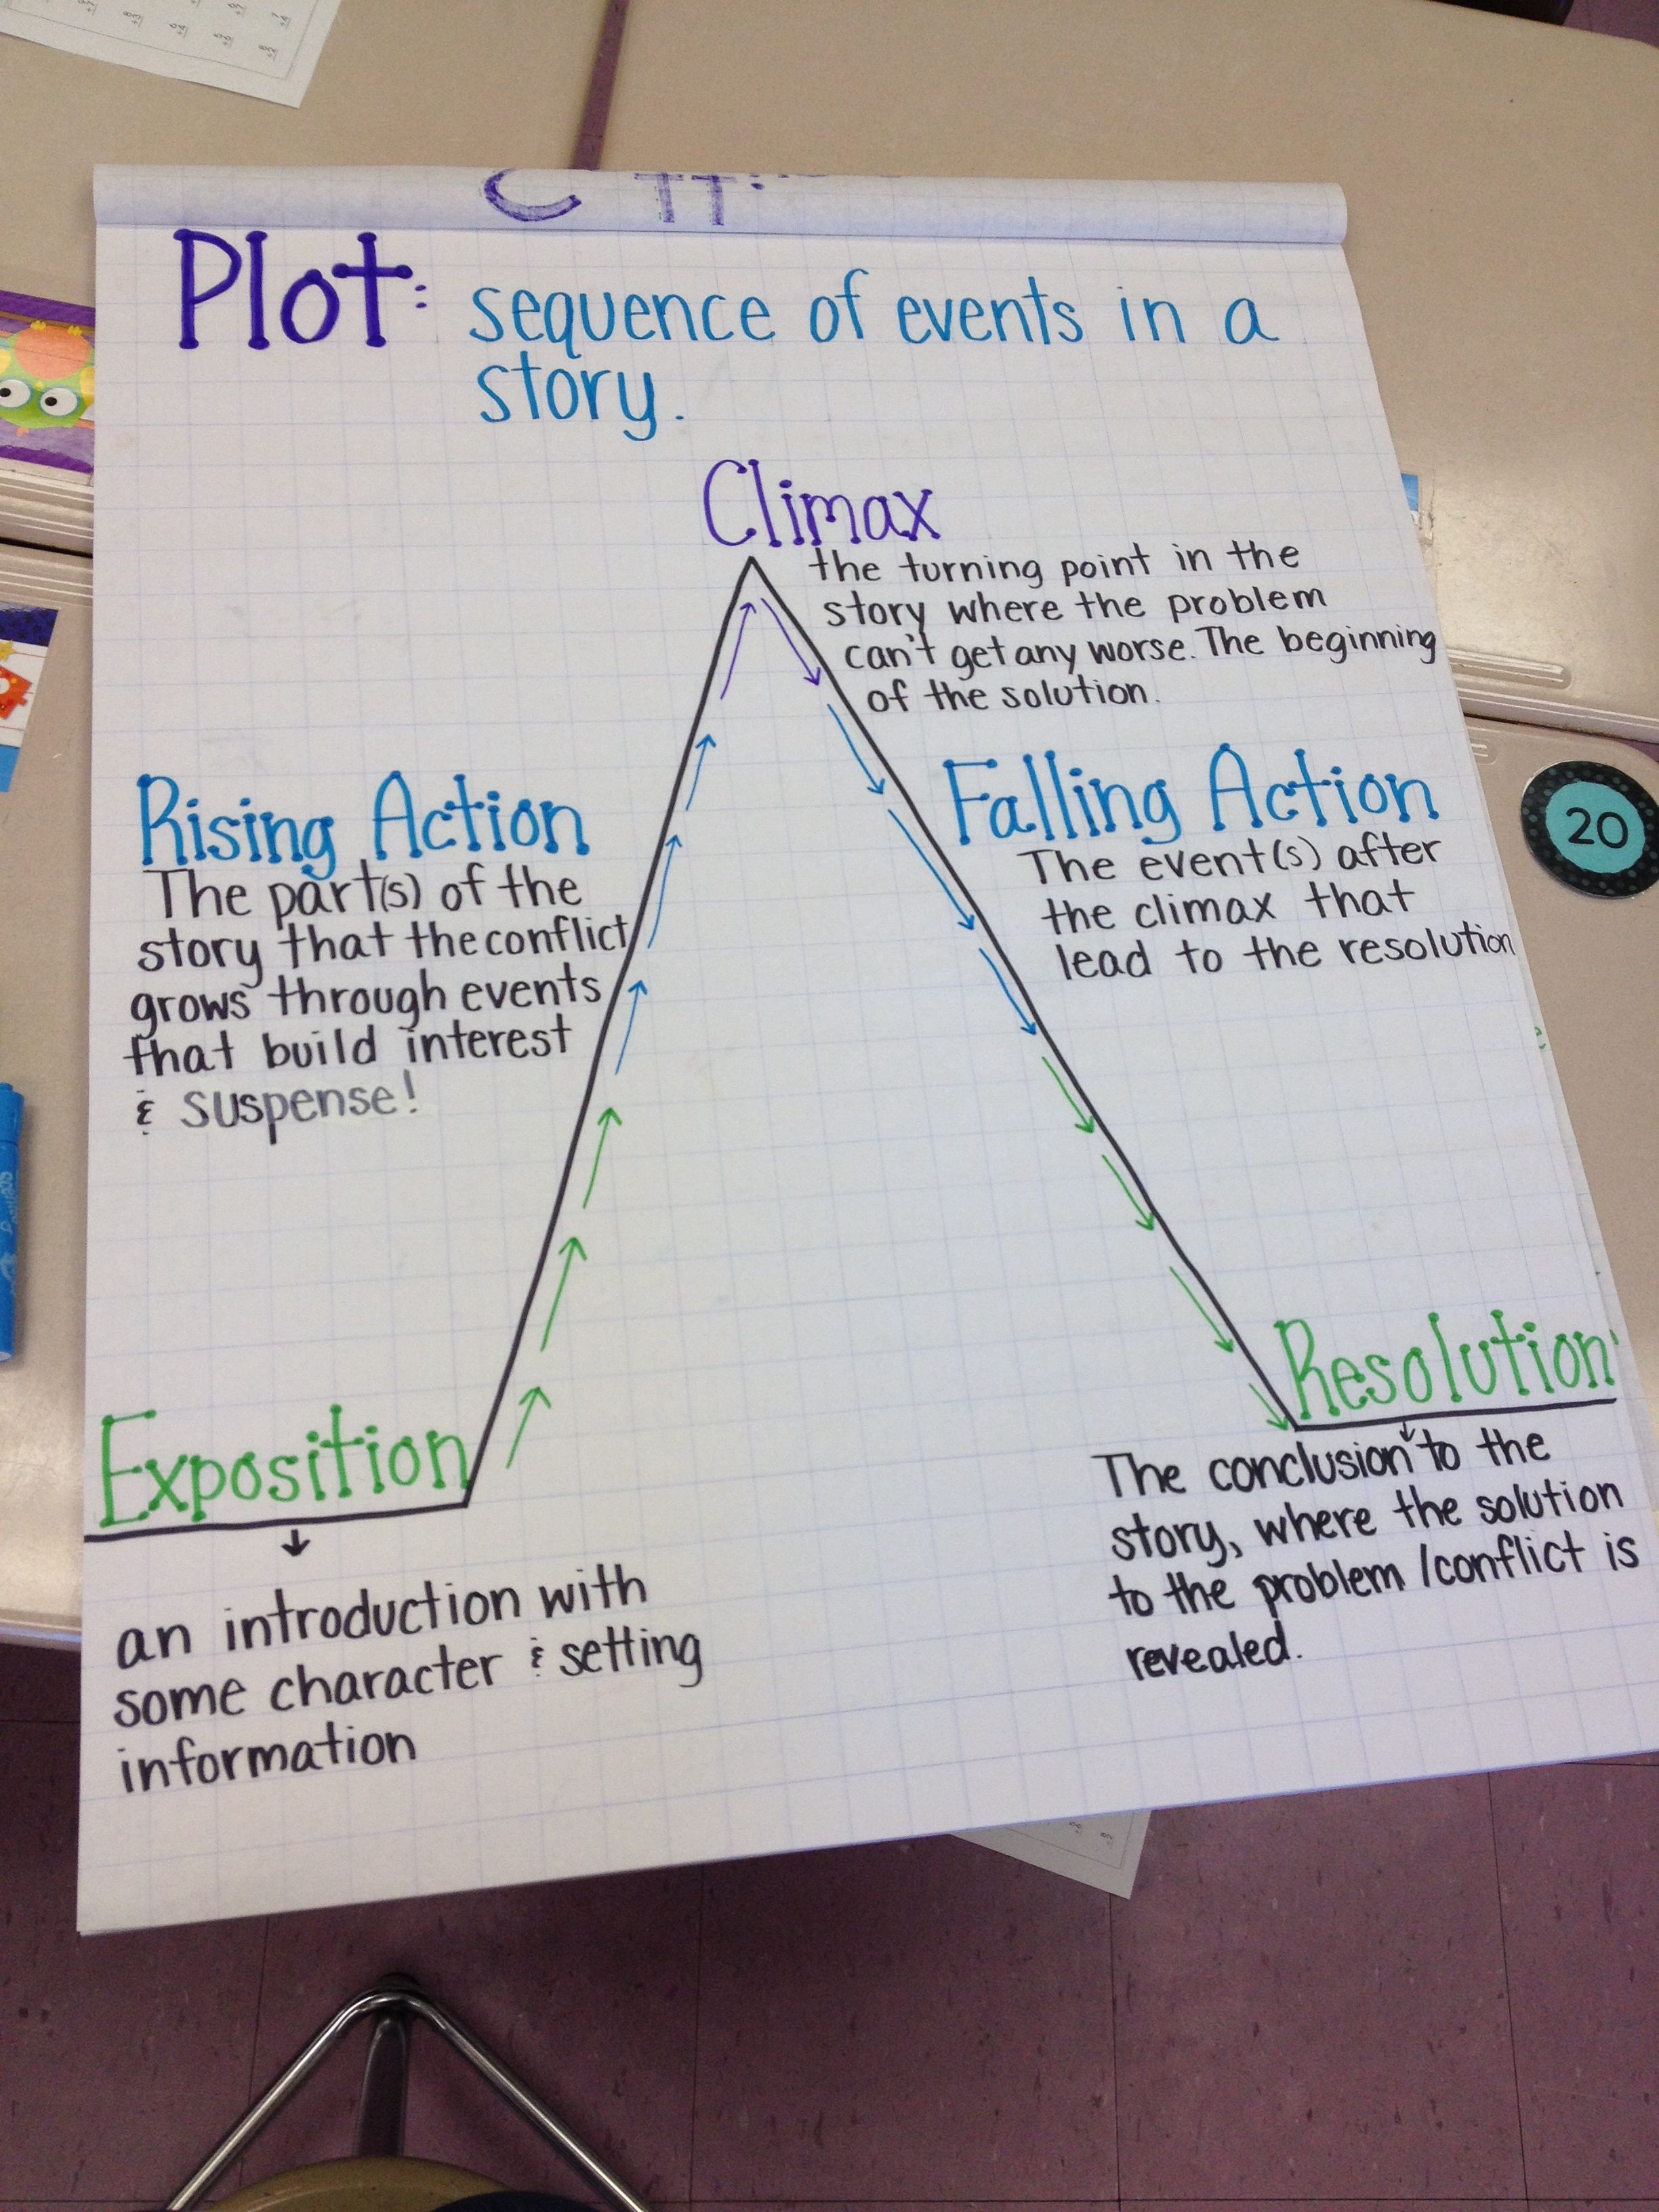 Plot: sequence of events in a
story.
Climax
the turning point in the
story where the problem
can't get any worse. The beginning
of the solution.
Rising Action
The part(s) of the
story that the conflict
grows through events
that build interest
& suspense!
Falling Action
The event(s) after
the climax that
lead to the resolution
20
Exposition
an introduction with
some character & setting
information
Resolution
The conclusion to the
story, where the solution
to the problem/conflict is
revealed.